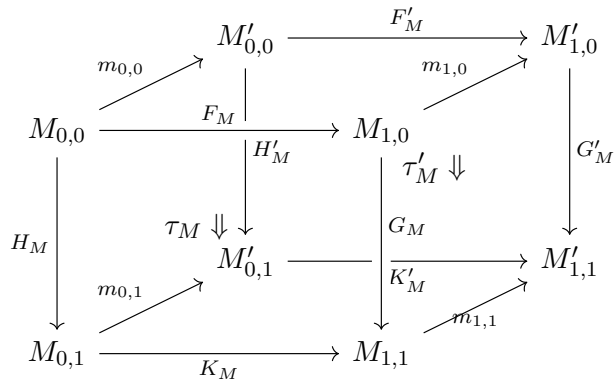 M'_{0,0} F'_M M'_{1,0}
m_{0,0} m_{1,0}
M_{0,0} F_M M_{1,0}
H'_M τ'_M ⇓ G'_M
H_M τ_M ⇓ G_M
M'_{0,1} K'_M M'_{1,1}
m_{0,1} m_{1,1}
M_{0,1} K_M M_{1,1}